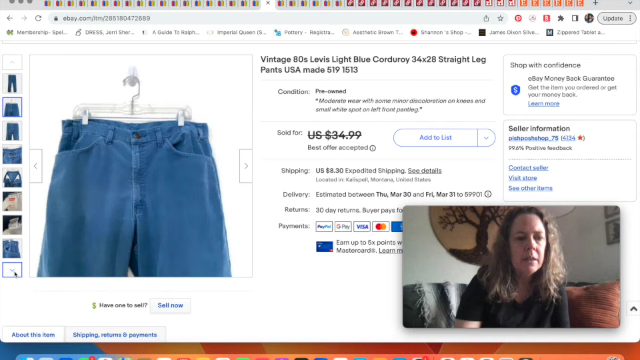 Update
ebay.com/itm/285180472689
Membership- Spel...
DRESS, Jerri Sher...
A Guide To Ralph...
Imperial Queen (S...
Pottery - Registra...
Aesthetic Brown T...
Shannon 's Shop -...
James Dixon Silve...
Zippered Tablet a...
Vintage 80s Levis Light Blue Corduroy 34x28 Straight Leg
Pants USA made 519 1513
Condition: Pre-owned
"Moderate wear with some minor discoloration on knees and
small white spot on left front pantleg."
Sold for: US $34.99
Best offer accepted
Add to List
Shipping: US $8.30 Expedited Shipping. See details
Located in: Kalispell, Montana, United States
Delivery: Estimated between Thu, Mar 30 and Fri, Mar 31 to 59901
Returns: 30 day returns. Buyer pays fo
Payments: PayPal G Pay VISA
Earn up to 5x points w
Mastercard®. Learn m
Shop with confidence
eBay Money Back Guarantee
Get the item you ordered or get
your money back.
Learn more
Seller information
pishposhshop_75 (4134 )
99.6% Positive feedback
Contact seller
Visit store
See other items
Have one to sell? Sell now
About this item
Shipping, returns & payments